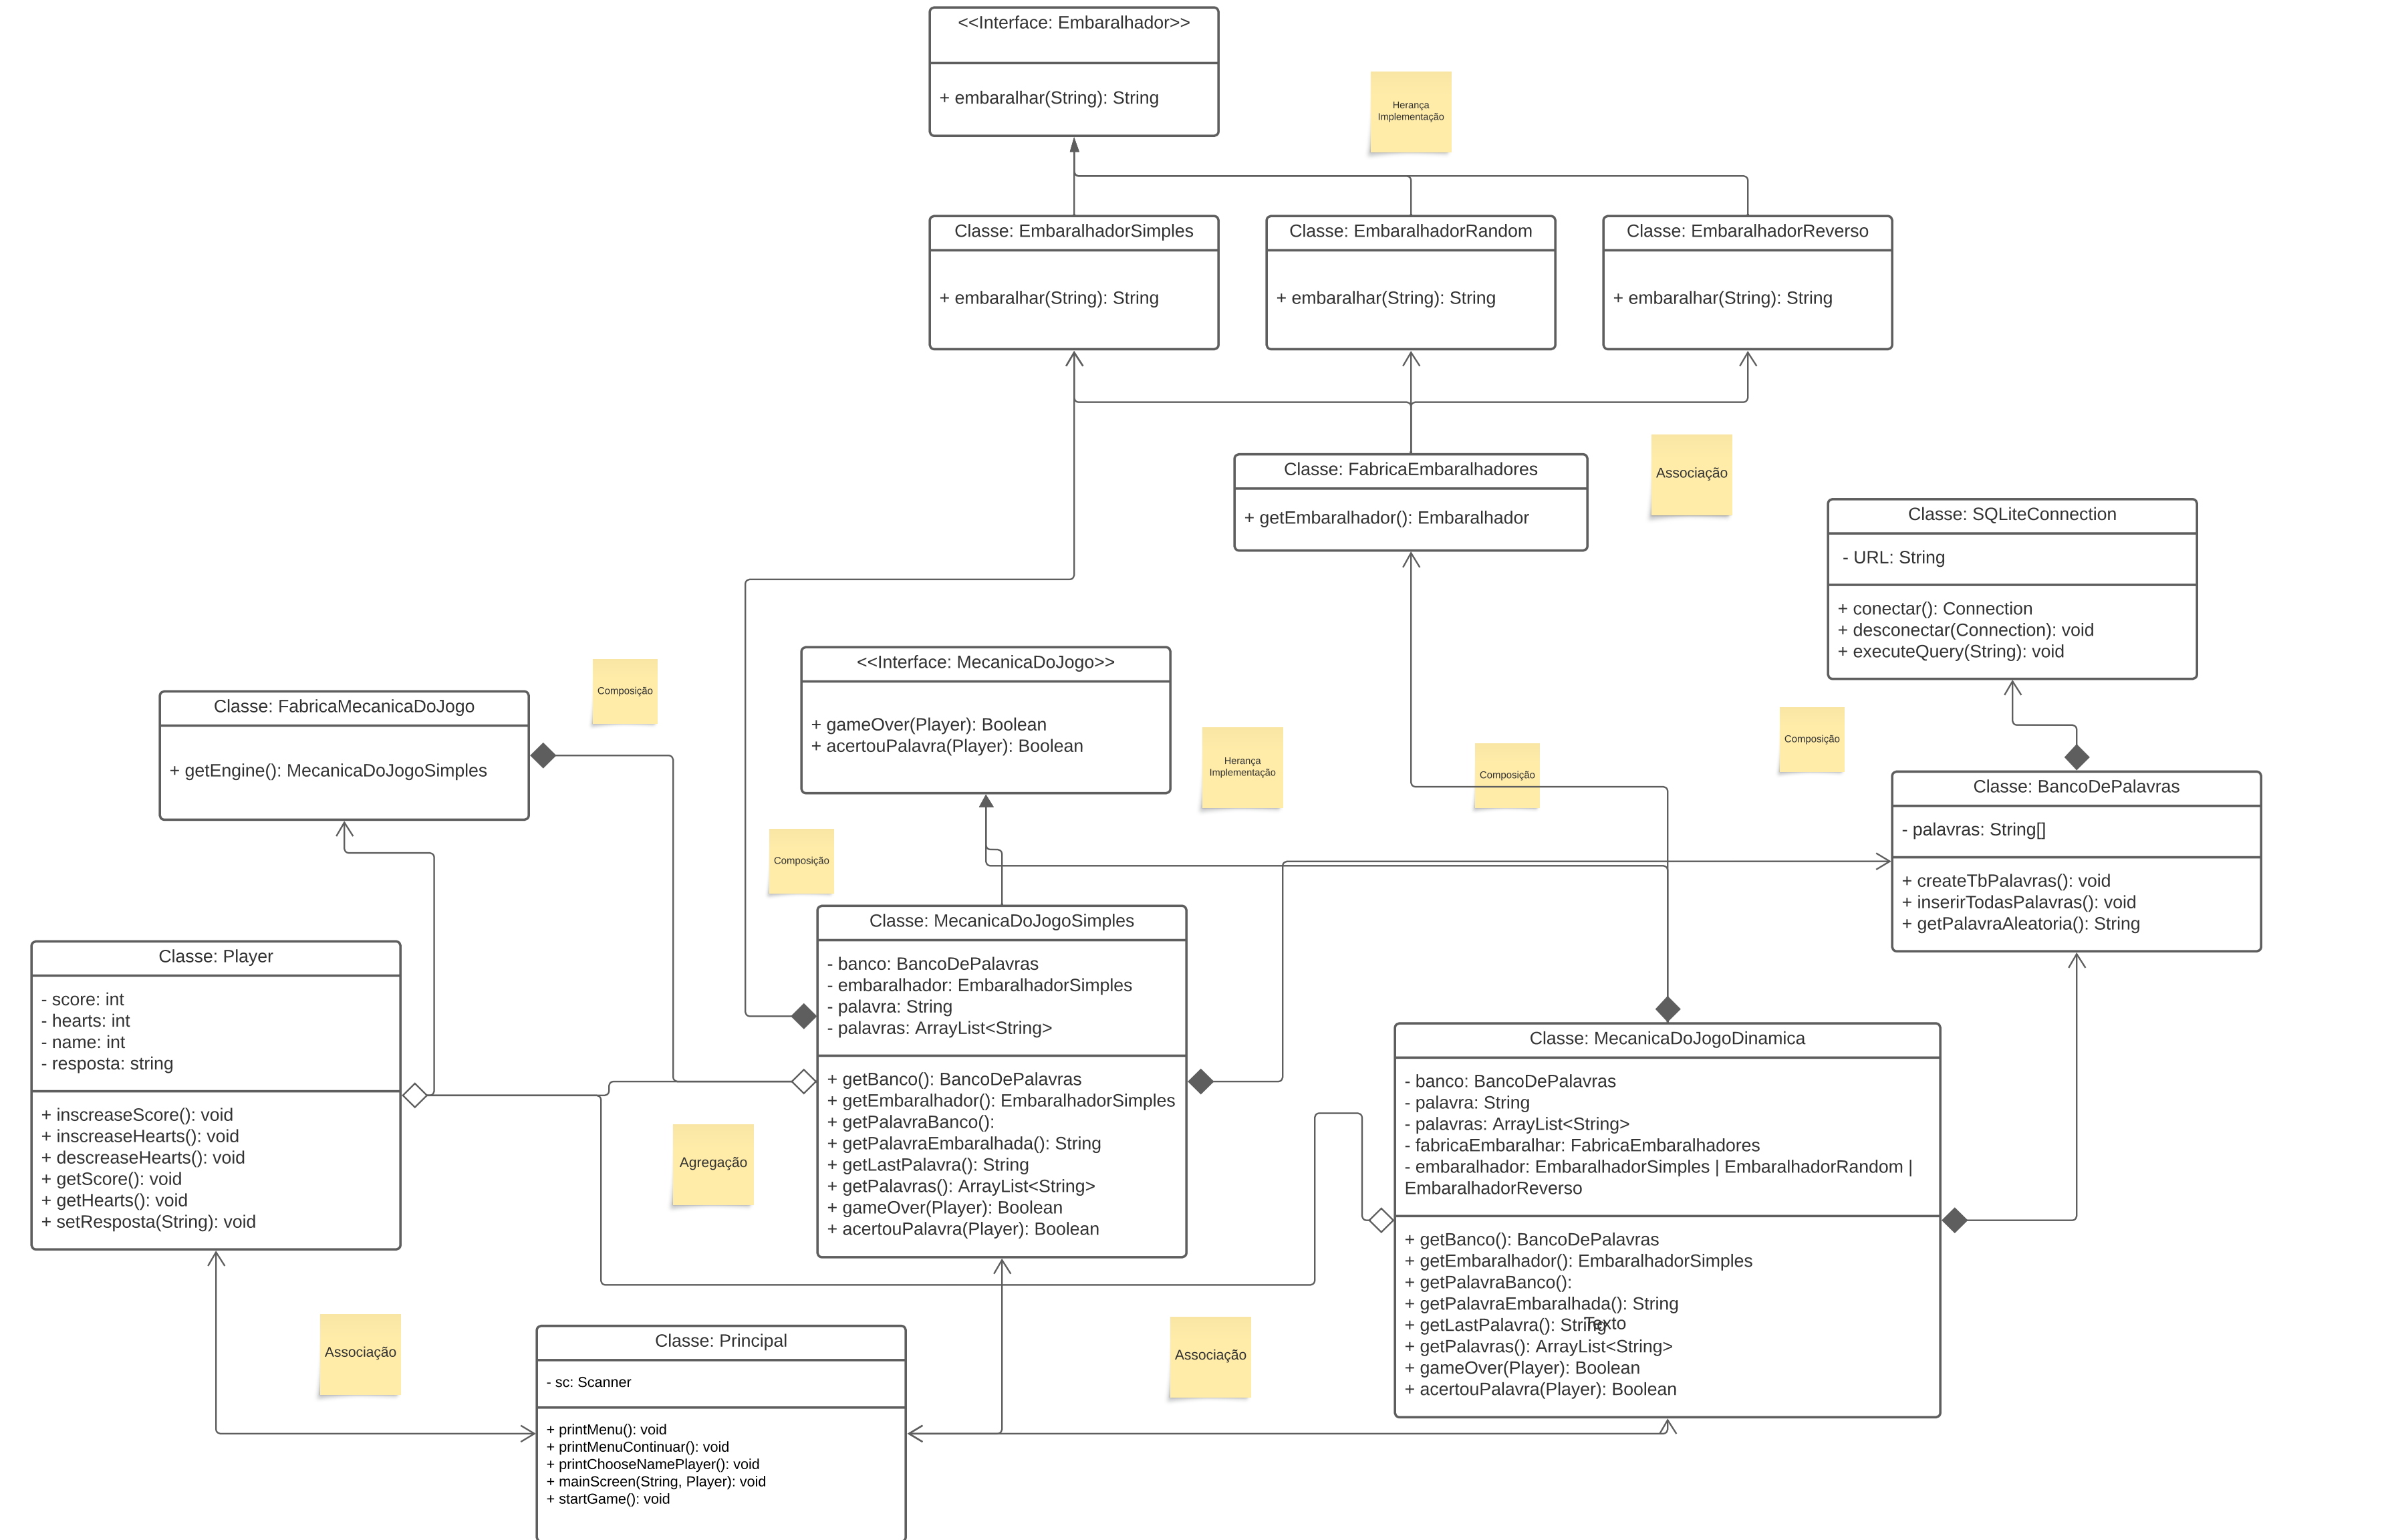 <<Interface: Embaralhador>>
+ embaralhar(String): String
Herança
Implementação
Classe: EmbaralhadorSimples
+ embaralhar(String): String
Classe: EmbaralhadorRandom
+ embaralhar(String): String
Classe: EmbaralhadorReverso
+ embaralhar(String): String
Classe: FabricaEmbaralhadores
+ getEmbaralhador(): Embaralhador
Associação
Classe: SQLiteConnection
- URL: String
+ conectar(): Connection
+ desconectar(Connection): void
+ executeQuery(String): void
<<Interface: MecanicaDoJogo>>
+ gameOver(Player): Boolean
+ acertouPalavra(Player): Boolean
Composição
Classe: FabricaMecanicaDoJogo
+ getEngine(): MecanicaDoJogoSimples
Herança
Implementação
Composição
Composição
Classe: BancoDePalavras
- palavras: String[]
+ createTbPalavras(): void
+ inserirTodasPalavras(): void
+ getPalavraAleatoria(): String
Composição
Classe: MecanicaDoJogoSimples
- banco: BancoDePalavras
- embaralhador: EmbaralhadorSimples
- palavra: String
- palavras: ArrayList<String>
+ getBanco(): BancoDePalavras
+ getEmbaralhador(): EmbaralhadorSimples
+ getPalavraBanco():
+ getPalavraEmbaralhada(): String
+ getLastPalavra(): String
+ getPalavras(): ArrayList<String>
+ gameOver(Player): Boolean
+ acertouPalavra(Player): Boolean
Classe: Player
- score: int
- hearts: int
- name: int
- resposta: string
+ inscreaseScore(): void
+ inscreaseHearts(): void
+ descreaseHearts(): void
+ getScore(): void
+ getHearts(): void
+ setResposta(String): void
Agregação
Classe: MecanicaDoJogoDinamica
- banco: BancoDePalavras
- palavra: String
- palavras: ArrayList<String>
- fabricaEmbaralhar: FabricaEmbaralhadores
- embaralhador: EmbaralhadorSimples | EmbaralhadorRandom |
EmbaralhadorReverso
+ getBanco(): BancoDePalavras
+ getEmbaralhador(): EmbaralhadorSimples
+ getPalavraBanco():
+ getPalavraEmbaralhada(): String
+ getLastPalavra(): String
Texto
+ getPalavras(): ArrayList<String>
+ gameOver(Player): Boolean
+ acertouPalavra(Player): Boolean
Associação
Associação
Classe: Principal
- sc: Scanner
+ printMenu(): void
+ printMenuContinuar(): void
+ printChooseNamePlayer(): void
+ mainScreen(String, Player): void
+ startGame(): void